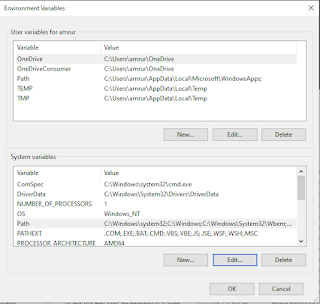 Environment Variables
User variables for amrur
Variable Value
OneDrive C:\Users\amrur\OneDrive
OneDriveConsumer C:\Users\amrur\OneDrive
Path C:\Users\amrur\AppData\Local\Microsoft\WindowsApps;
TEMP C:\Users\amrur\AppData\Local\Temp
TMP C:\Users\amrur\AppData\Local\Temp
New... Edit... Delete
System variables
Variable Value
ComSpec C:\Windows\system32\cmd.exe
DriverData C:\Windows\System32\Drivers\DriverData
NUMBER_OF_PROCESSORS 1
OS Windows_NT
Path C:\Windows\system32;C:\Windows;C:\Windows\System32\Wbem;...
PATHEXT .COM;.EXE;.BAT;.CMD;.VBS;.VBE;.JS;.JSE;.WSF;.WSH;.MSC
PROCESSOR_ARCHITECTURE AMD64
New... Edit... Delete
OK Cancel